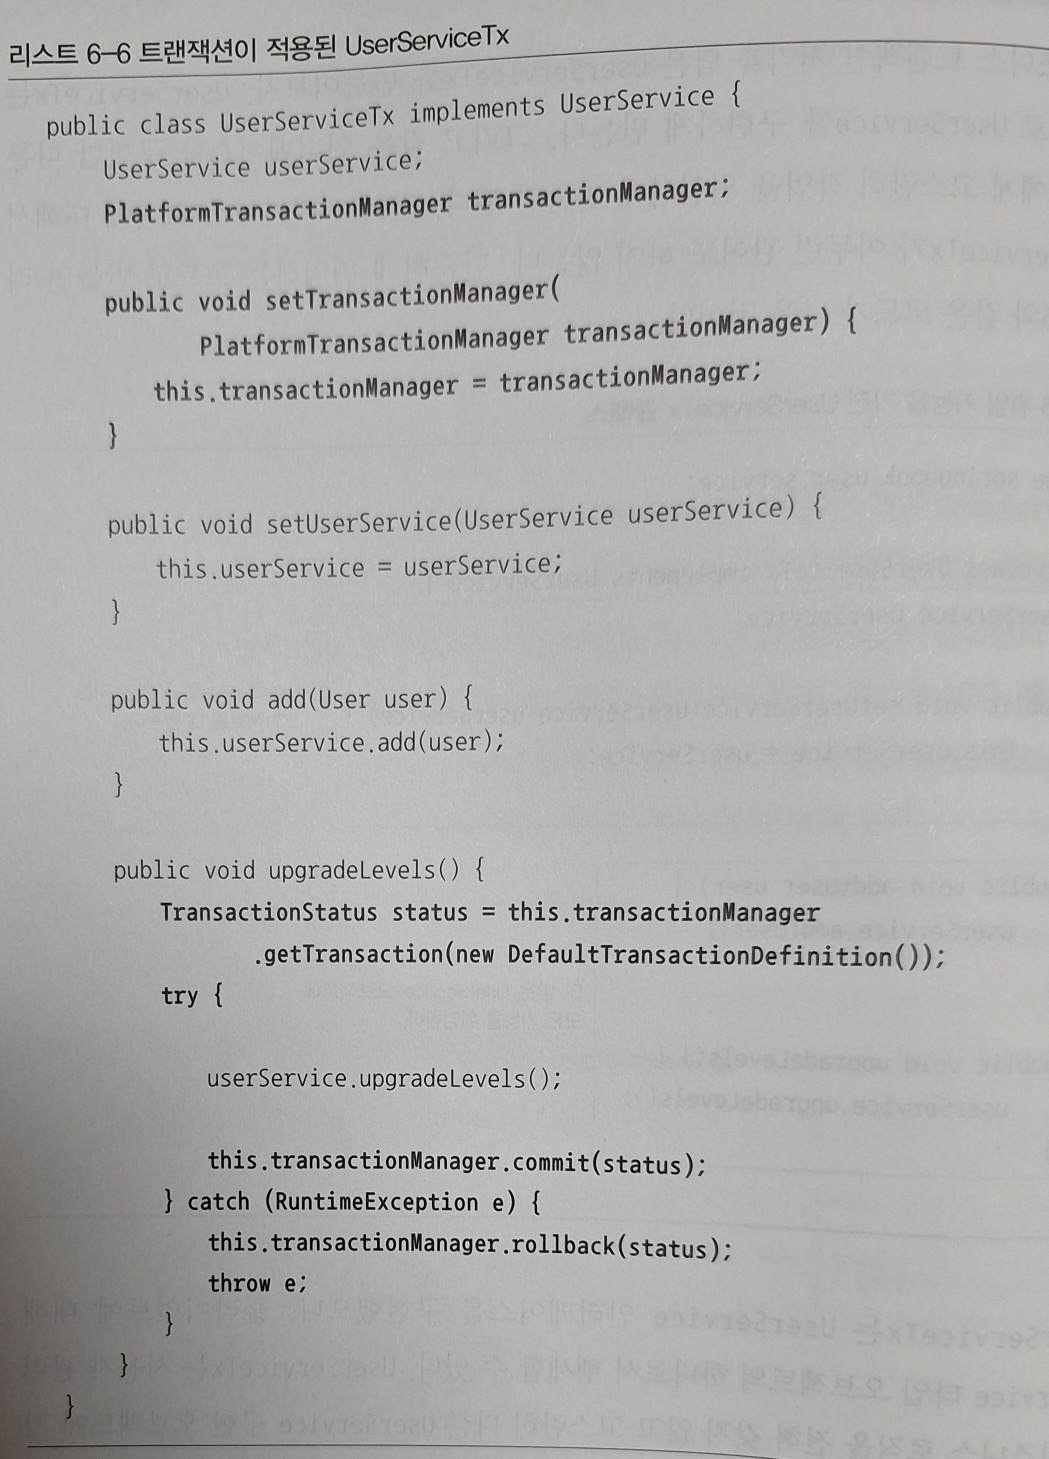 리스트 6-6 트랜잭션이 적용된 UserServiceTx
public class UserServiceTx implements UserService {
UserService userService;
PlatformTransactionManager transactionManager;
public void setTransactionManager(
PlatformTransactionManager transactionManager) {
this.transactionManager = transactionManager;
}
public void setUserService(UserService userService) {
this.userService = userService;
}
public void add(User user) {
this.userService.add(user);
}
public void upgradeLevels() {
TransactionStatus status = this.transactionManager
.getTransaction(new DefaultTransactionDefinition());
try {
userService.upgradeLevels();
this.transactionManager.commit(status);
} catch (RuntimeException e) {
this.transactionManager.rollback(status);
throw e;
}
}
}